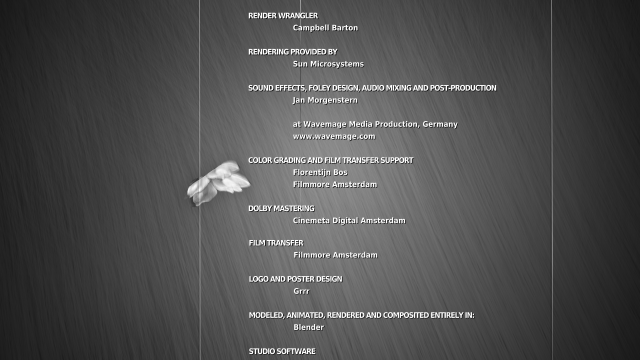 RENDER WRANGLER
Campbell Barton
RENDERING PROVIDED BY
Sun Microsystems
SOUND EFFECTS, FOLEY DESIGN, AUDIO MIXING AND POST-PRODUCTION
Jan Morgenstern
at Wavemage Media Production, Germany
www.wavemage.com
COLOR GRADING AND FILM TRANSFER SUPPORT
Florentijn Bos
Filmmore Amsterdam
DOLBY MASTERING
Cinemeta Digital Amsterdam
FILM TRANSFER
Filmmore Amsterdam
LOGO AND POSTER DESIGN
Grrr
MODELED, ANIMATED, RENDERED AND COMPOSITED ENTIRELY IN:
Blender
STUDIO SOFTWARE